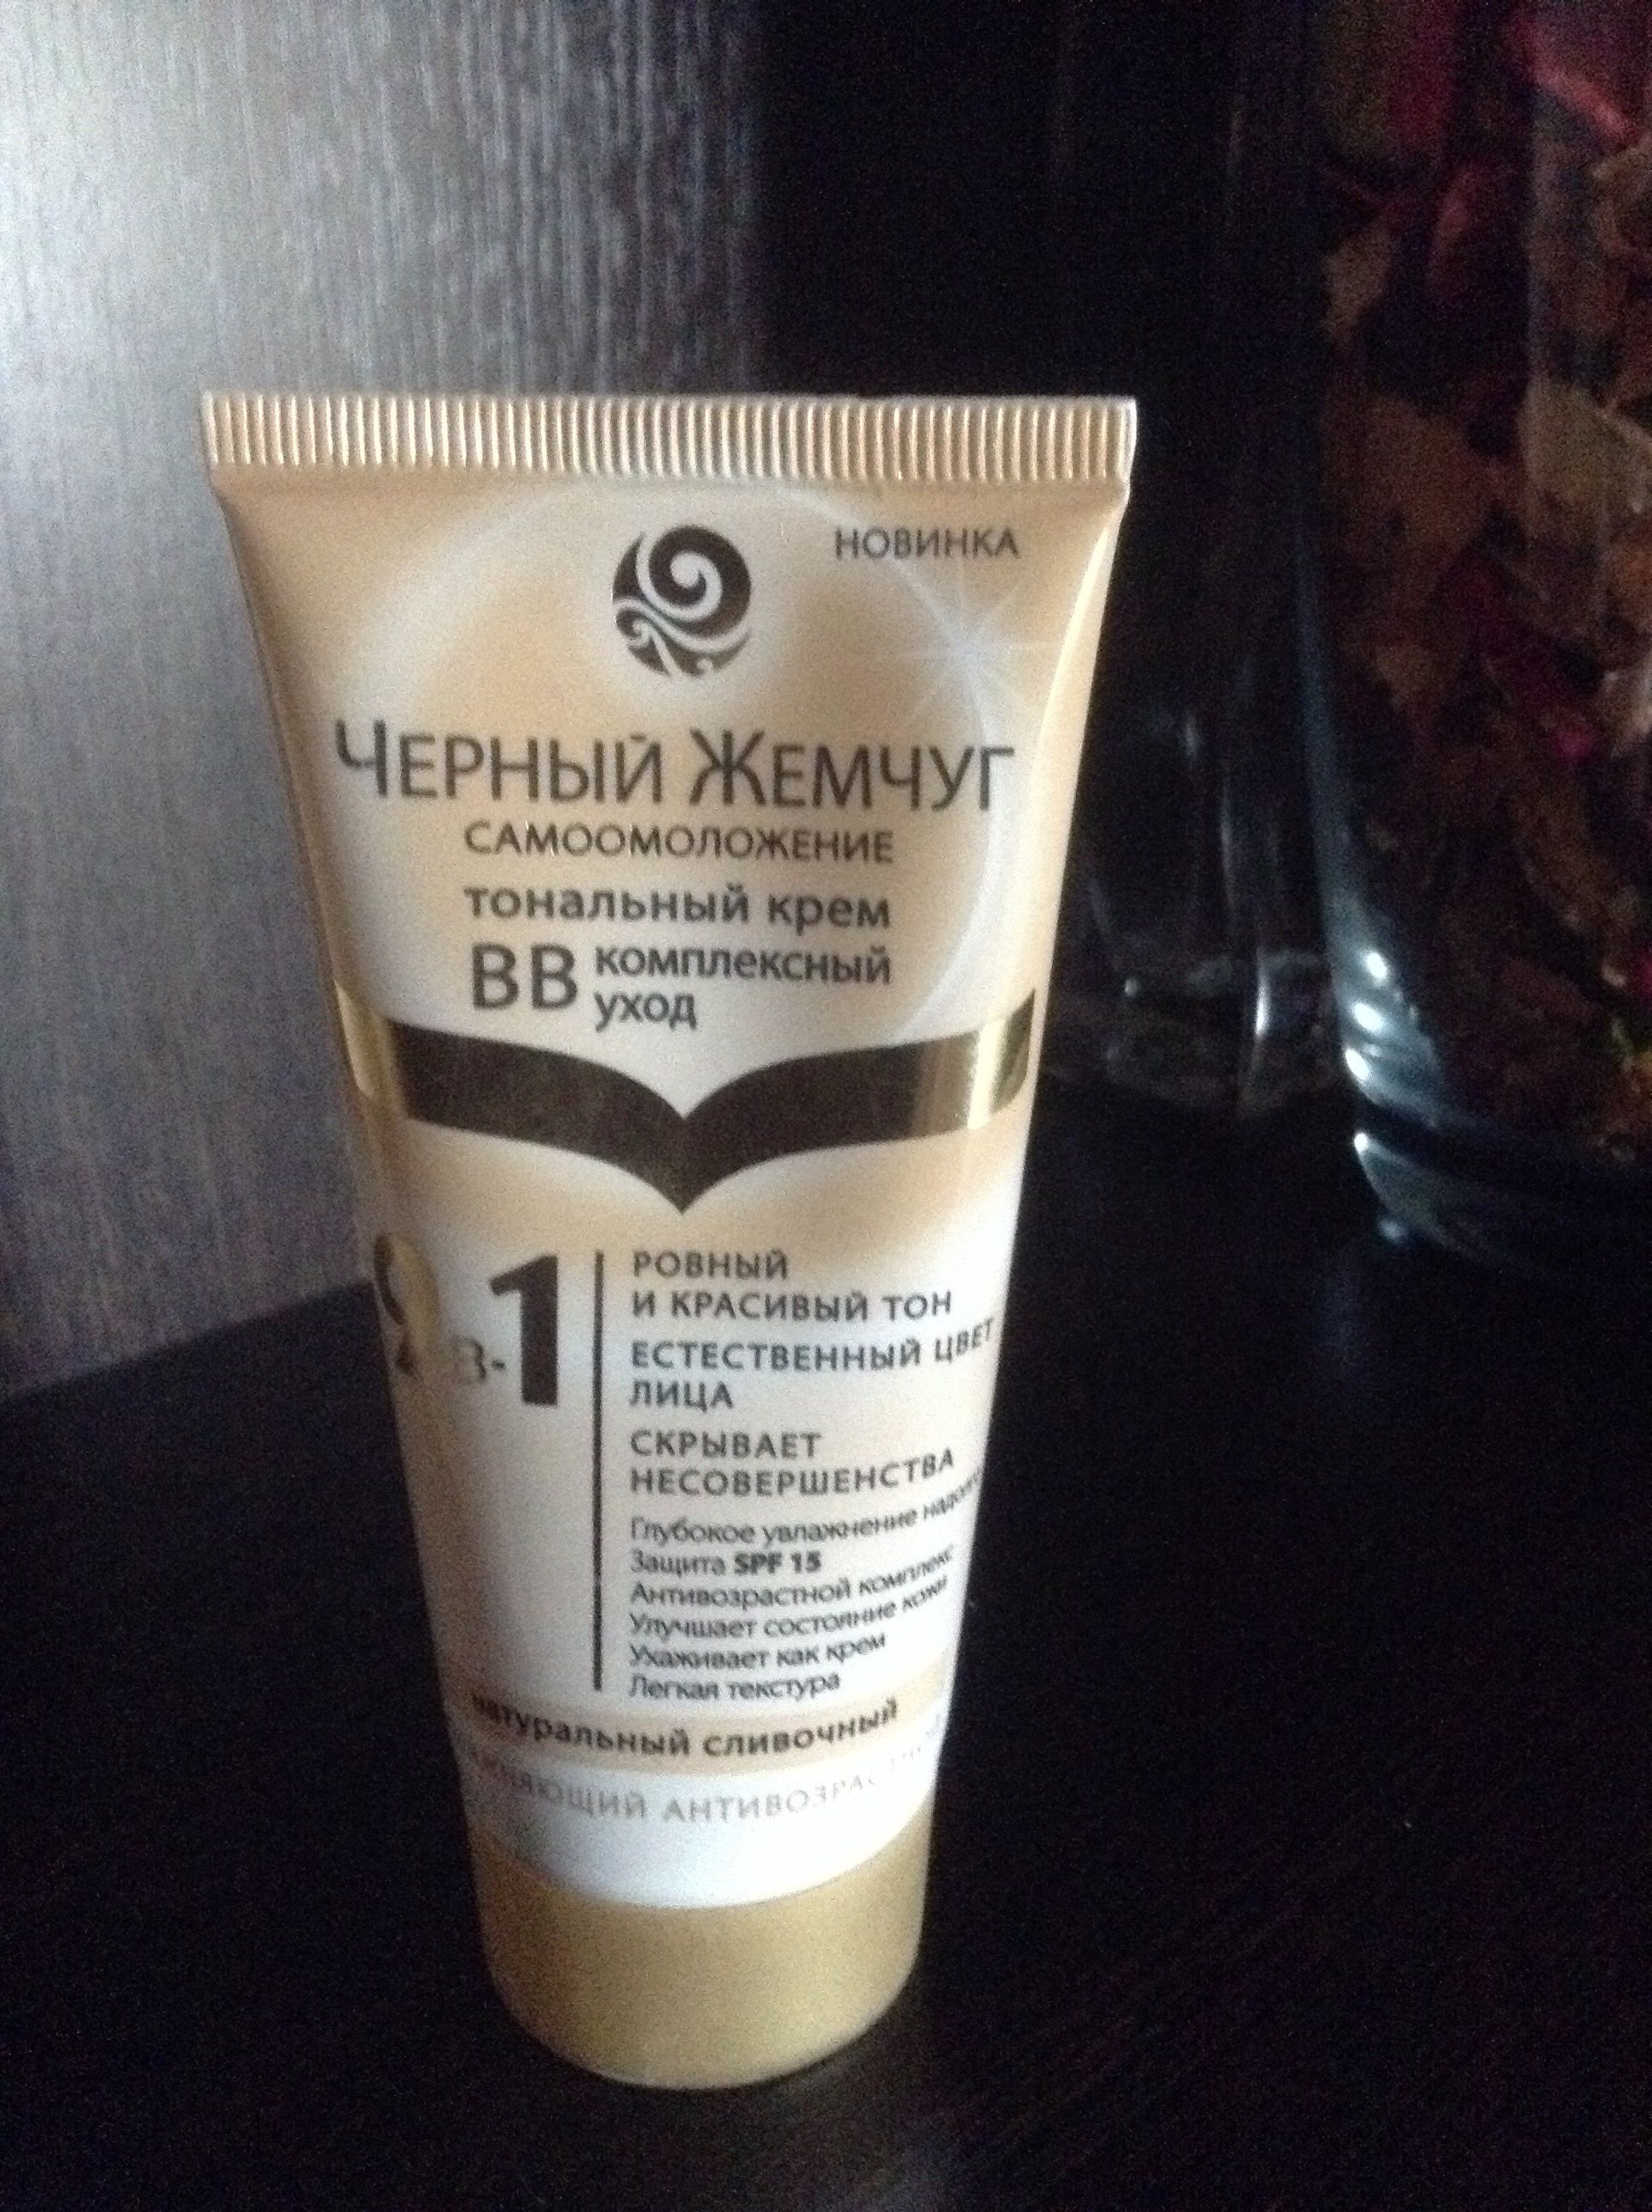 НОВИНКА
ЧЕРНЫЙ ЖЕМЧУГ
САМООМОЛОЖЕНИЕ
тональный крем
BB комплексный
уход
9 в-1
РОВНЫЙ
И КРАСИВЫЙ ТОН
ЕСТЕСТВЕННЫЙ ЦВЕТ
ЛИЦА
СКРЫВАЕТ
НЕСОВЕРШЕНСТВА
Глубокое увлажнение
Защита SPF 15
Антивозрастной комплекс
Улучшает состояние кожи
Ухаживает как крем
Легкая текстура
натуральный сливочный